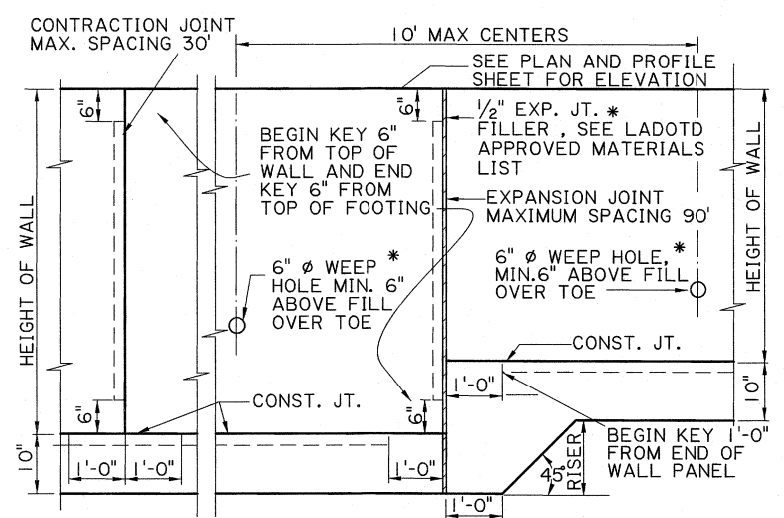 CONTRACTION JOINT
MAX. SPACING 30'
10' MAX CENTERS
SEE PLAN AND PROFILE
SHEET FOR ELEVATION
6"
6"
1/2" EXP. JT. *
FILLER , SEE LADOTD
APPROVED MATERIALS
LIST
BEGIN KEY 6"
FROM TOP OF
WALL AND END
KEY 6" FROM
TOP OF FOOTING
EXPANSION JOINT
MAXIMUM SPACING 90'
HEIGHT OF WALL
HEIGHT OF WALL
6" Ø WEEP *
HOLE MIN. 6"
ABOVE FILL
OVER TOE
6" Ø WEEP HOLE, *
MIN.6" ABOVE FILL
OVER TOE
CONST. JT.
6"
CONST. JT.
6"
1'-0"
10"
10"
1'-0"
1'-0"
1'-0"
45°
RISER
BEGIN KEY 1'-0"
FROM END OF
WALL PANEL
1'-0"